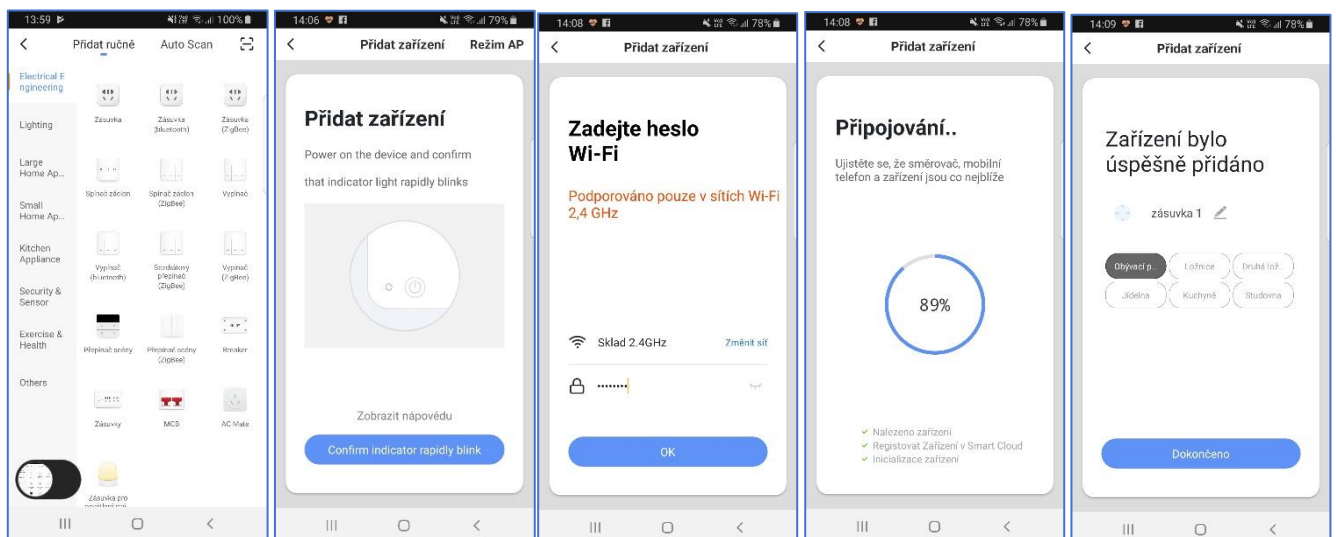 13:59
100%
Přidat ručně
Auto Scan
Electrical E
ngineering
Lighting
Large
Home Ap...
Small
Home Ap...
Kitchen
Appliance
Security &
Sensor
Exercise &
Health
Others
Zásuvka
Zásuvka
(bluetooth)
Zásuvka
(ZigBee)
Spínač záclon
Spínač záclon
(ZigBee)
Vypínač
Vypínač
(bluetooth)
přepínač
(ZigBee)
Vypínač
(ZigBee)
Přepínač scény
Přepínač scény
(ZigBee)
Breaker
Zásuvky
MCB
AC Mate
Zásuvka pro
14:06
79%
Přidat zařízení
Režim AP
Přidat zařízení
Power on the device and confirm
that indicator light rapidly blinks
Zobrazit nápovědu
Confirm indicator rapidly blink
14:08
78%
Přidat zařízení
Zadejte heslo
Wi-Fi
Podporováno pouze v sítích Wi-Fi
2,4 GHz
Sklad 2.4GHz
Změnit síť
OK
14:08
78%
Přidat zařízení
Připojování..
Ujistěte se, že směrovač, mobilní
telefon a zařízení jsou co nejblíže
89%
Nalezeno zařízení
Registovat Zařízení v Smart Cloud
Inicializace zařízení
14:09
78%
Přidat zařízení
Zařízení bylo
úspěšně přidáno
zásuvka 1
Obývací p...
Ložnice
Druhá lož...
Jídelna
Kuchyně
Studovna
Dokončeno